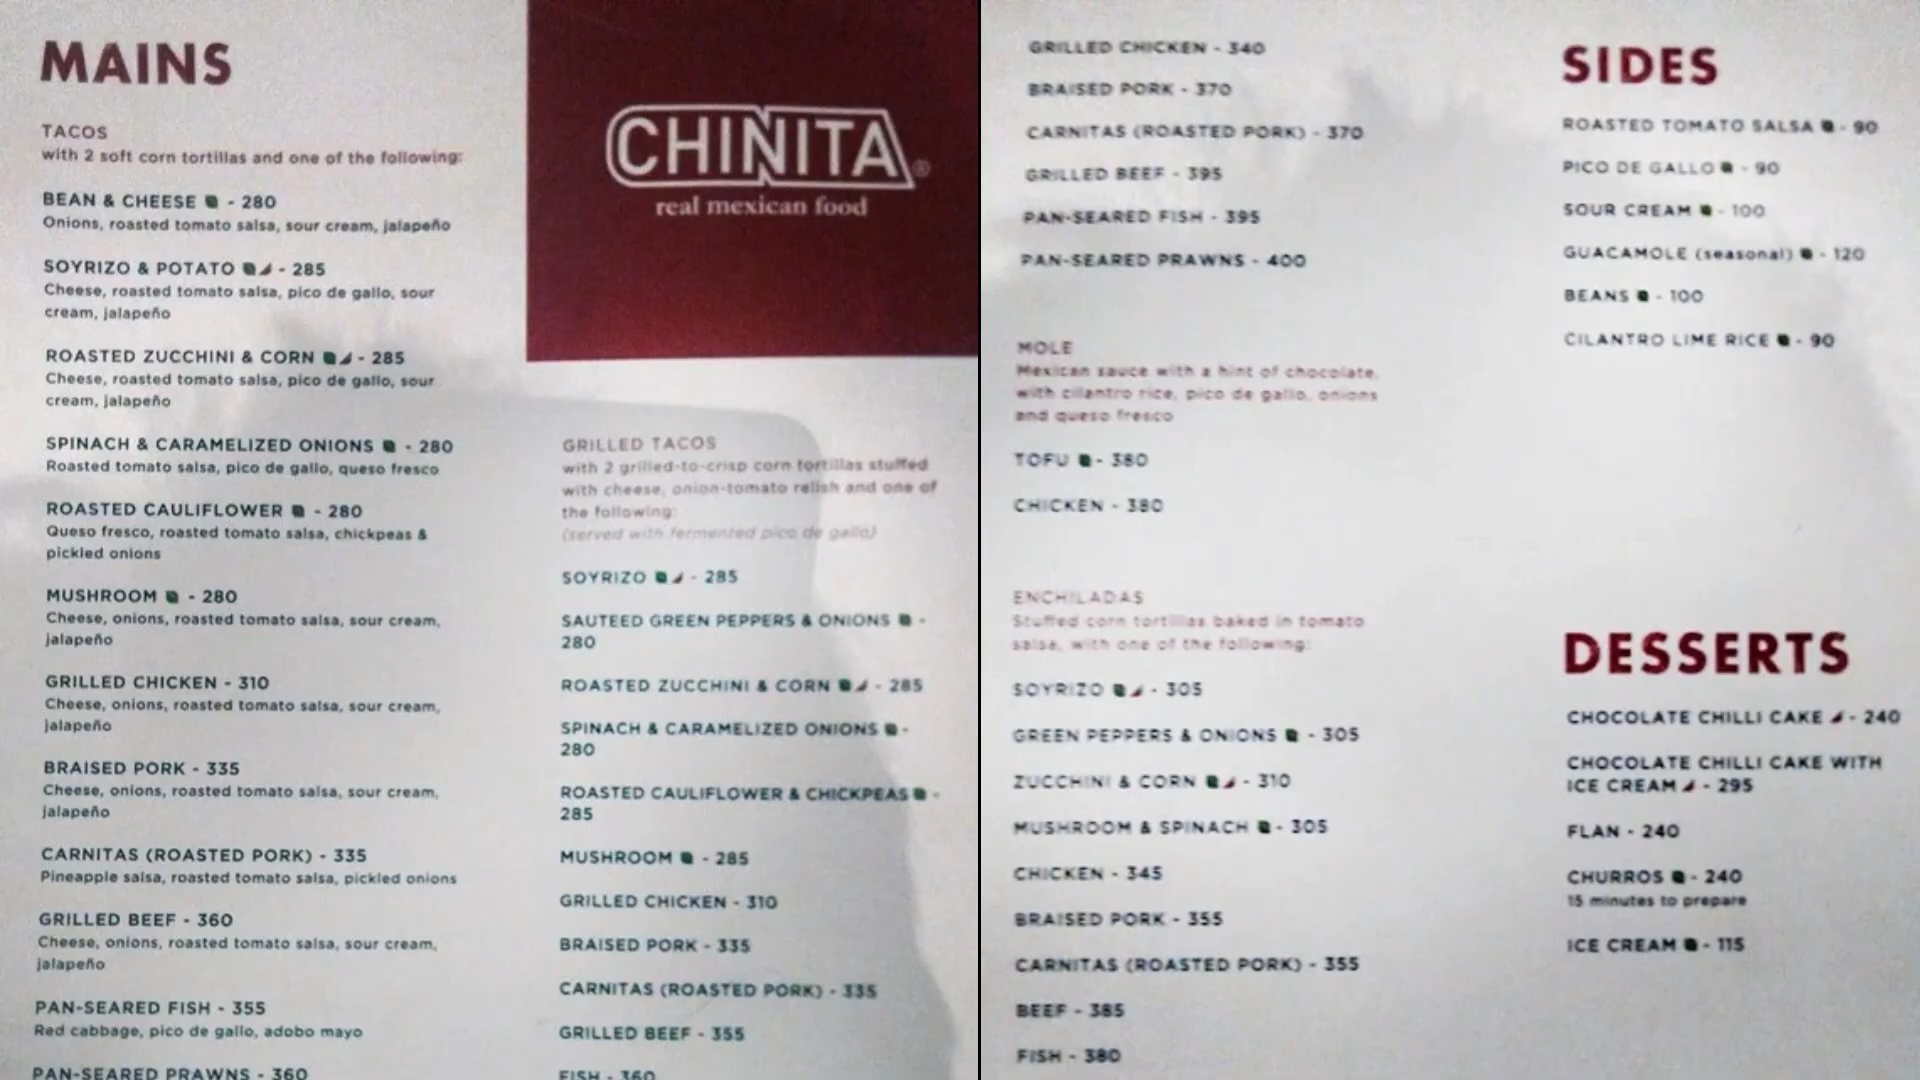 MAINS
TACOS
with 2 soft corn tortillas and one of the following:
BEAN & CHEESE - 280
Onions, roasted tomato salsa, sour cream, jalapeño
SOYRIZO & POTATO - 285
Cheese, roasted tomato salsa, pico de gallo, sour
cream, jalapeño
ROASTED ZUCCHINI & CORN - 285
Cheese, roasted tomato salsa, pico de gallo, sour
cream, jalapeño
SPINACH & CARAMELIZED ONIONS - 280
Roasted tomato salsa, pico de gallo, queso fresco
ROASTED CAULIFLOWER - 280
Queso fresco, roasted tomato salsa, chickpeas &
pickled onions
MUSHROOM - 280
Cheese, onions, roasted tomato salsa, sour cream,
jalapeño
GRILLED CHICKEN - 310
Cheese, onions, roasted tomato salsa, sour cream,
jalapeño
BRAISED PORK - 335
Cheese, onions, roasted tomato salsa, sour cream,
jalapeño
CARNITAS (ROASTED PORK) - 335
Pineapple salsa, roasted tomato salsa, pickled onions
GRILLED BEEF - 360
Cheese, onions, roasted tomato salsa, sour cream,
jalapeño
PAN-SEARED FISH - 355
Red cabbage, pico de gallo, adobo mayo
PAN-SEARED PRAWNS - 360
CHINITA®
real mexican food
GRILLED TACOS
with 2 grilled-to-crisp corn tortillas stuffed
with cheese, onion-tomato relish and one of
the following:
(served with fermented pico de gallo)
SOYRIZO - 285
SAUTEED GREEN PEPPERS & ONIONS -
280
ROASTED ZUCCHINI & CORN - 285
SPINACH & CARAMELIZED ONIONS -
280
ROASTED CAULIFLOWER & CHICKPEAS -
285
MUSHROOM - 285
GRILLED CHICKEN - 310
BRAISED PORK - 335
CARNITAS (ROASTED PORK) - 335
GRILLED BEEF - 355
FISH - 360
GRILLED CHICKEN - 340
BRAISED PORK - 370
CARNITAS (ROASTED PORK) - 370
GRILLED BEEF - 395
PAN-SEARED FISH - 395
PAN-SEARED PRAWNS - 400
MOLE
Mexican sauce with a hint of chocolate,
with cilantro rice, pico de gallo, onions
and queso fresco
TOFU - 380
CHICKEN - 380
ENCHILADAS
Stuffed corn tortillas baked in tomato
salsa, with one of the following:
SOYRIZO - 305
GREEN PEPPERS & ONIONS - 305
ZUCCHINI & CORN - 310
MUSHROOM & SPINACH - 305
CHICKEN - 345
BRAISED PORK - 355
CARNITAS (ROASTED PORK) - 355
BEEF - 385
FISH - 380
SIDES
ROASTED TOMATO SALSA - 90
PICO DE GALLO - 90
SOUR CREAM - 100
GUACAMOLE (seasonal) - 120
BEANS - 100
CILANTRO LIME RICE - 90
DESSERTS
CHOCOLATE CHILLI CAKE - 240
CHOCOLATE CHILLI CAKE WITH
ICE CREAM - 295
FLAN - 240
CHURROS - 240
15 minutes to prepare
ICE CREAM - 115